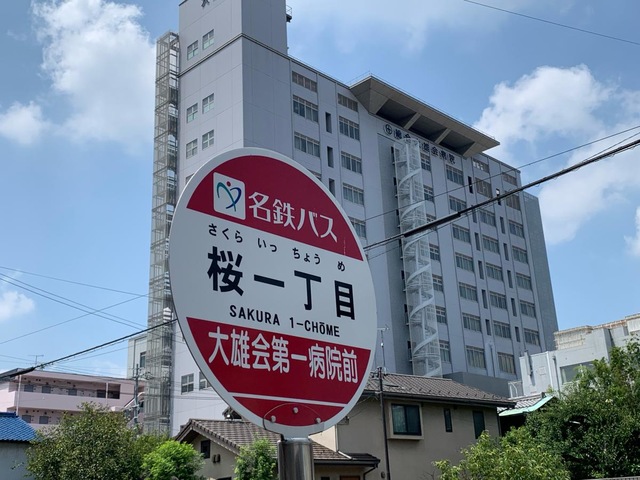 名鉄バス
さくら いっ ちょう め
桜一丁目
SAKURA 1-CHŌME
大雄会第一病院前